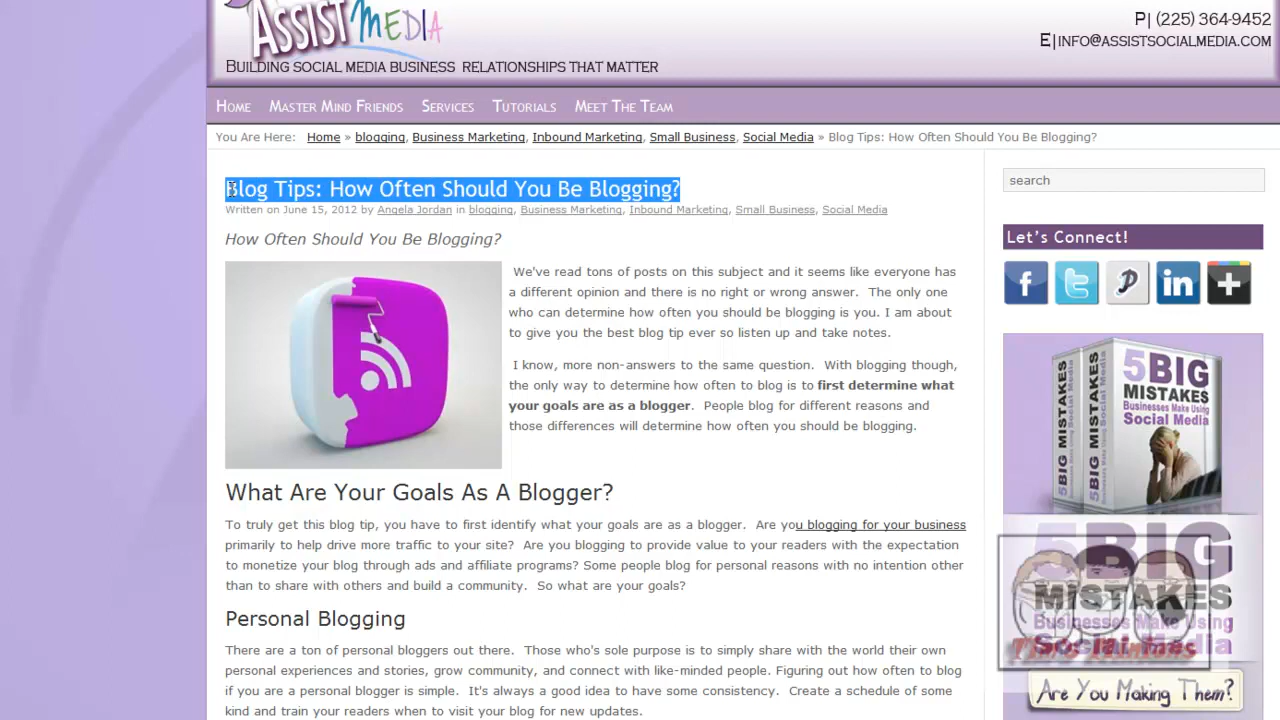 ASSIST MEDIA
P| (225) 364-9452
E|INFO@ASSISTSOCIALMEDIA.COM
BUILDING SOCIAL MEDIA BUSINESS RELATIONSHIPS THAT MATTER
HOME MASTER MIND FRIENDS SERVICES TUTORIALS MEET THE TEAM
You Are Here: Home » blogging, Business Marketing, Inbound Marketing, Small Business, Social Media » Blog Tips: How Often Should You Be Blogging?
Blog Tips: How Often Should You Be Blogging?
Written on June 15, 2012 by Angela Jordan in blogging, Business Marketing, Inbound Marketing, Small Business, Social Media
How Often Should You Be Blogging?
We've read tons of posts on this subject and it seems like everyone has
a different opinion and there is no right or wrong answer. The only one
who can determine how often you should be blogging is you. I am about
to give you the best blog tip ever so listen up and take notes.
I know, more non-answers to the same question. With blogging though,
the only way to determine how often to blog is to first determine what
your goals are as a blogger. People blog for different reasons and
those differences will determine how often you should be blogging.
What Are Your Goals As A Blogger?
To truly get this blog tip, you have to first identify what your goals are as a blogger. Are you blogging for your business
primarily to help drive more traffic to your site? Are you blogging to provide value to your readers with the expectation
to monetize your blog through ads and affiliate programs? Some people blog for personal reasons with no intention other
than to share with others and build a community. So what are your goals?
Personal Blogging
There are a ton of personal bloggers out there. Those who's sole purpose is to simply share with the world their own
personal experiences and stories, grow community, and connect with like-minded people. Figuring out how often to blog
if you are a personal blogger is simple. It's always a good idea to have some consistency. Create a schedule of some
kind and train your readers when to visit your blog for new updates.
search
Let's Connect!
5 BIG MISTAKES
5BIG
MISTAKES
Businesses Make Using
Social Media
5 BIG MISTAKES
5BIG
MISTAKES
Businesses Make Using
Social Media
Are You Making Them?